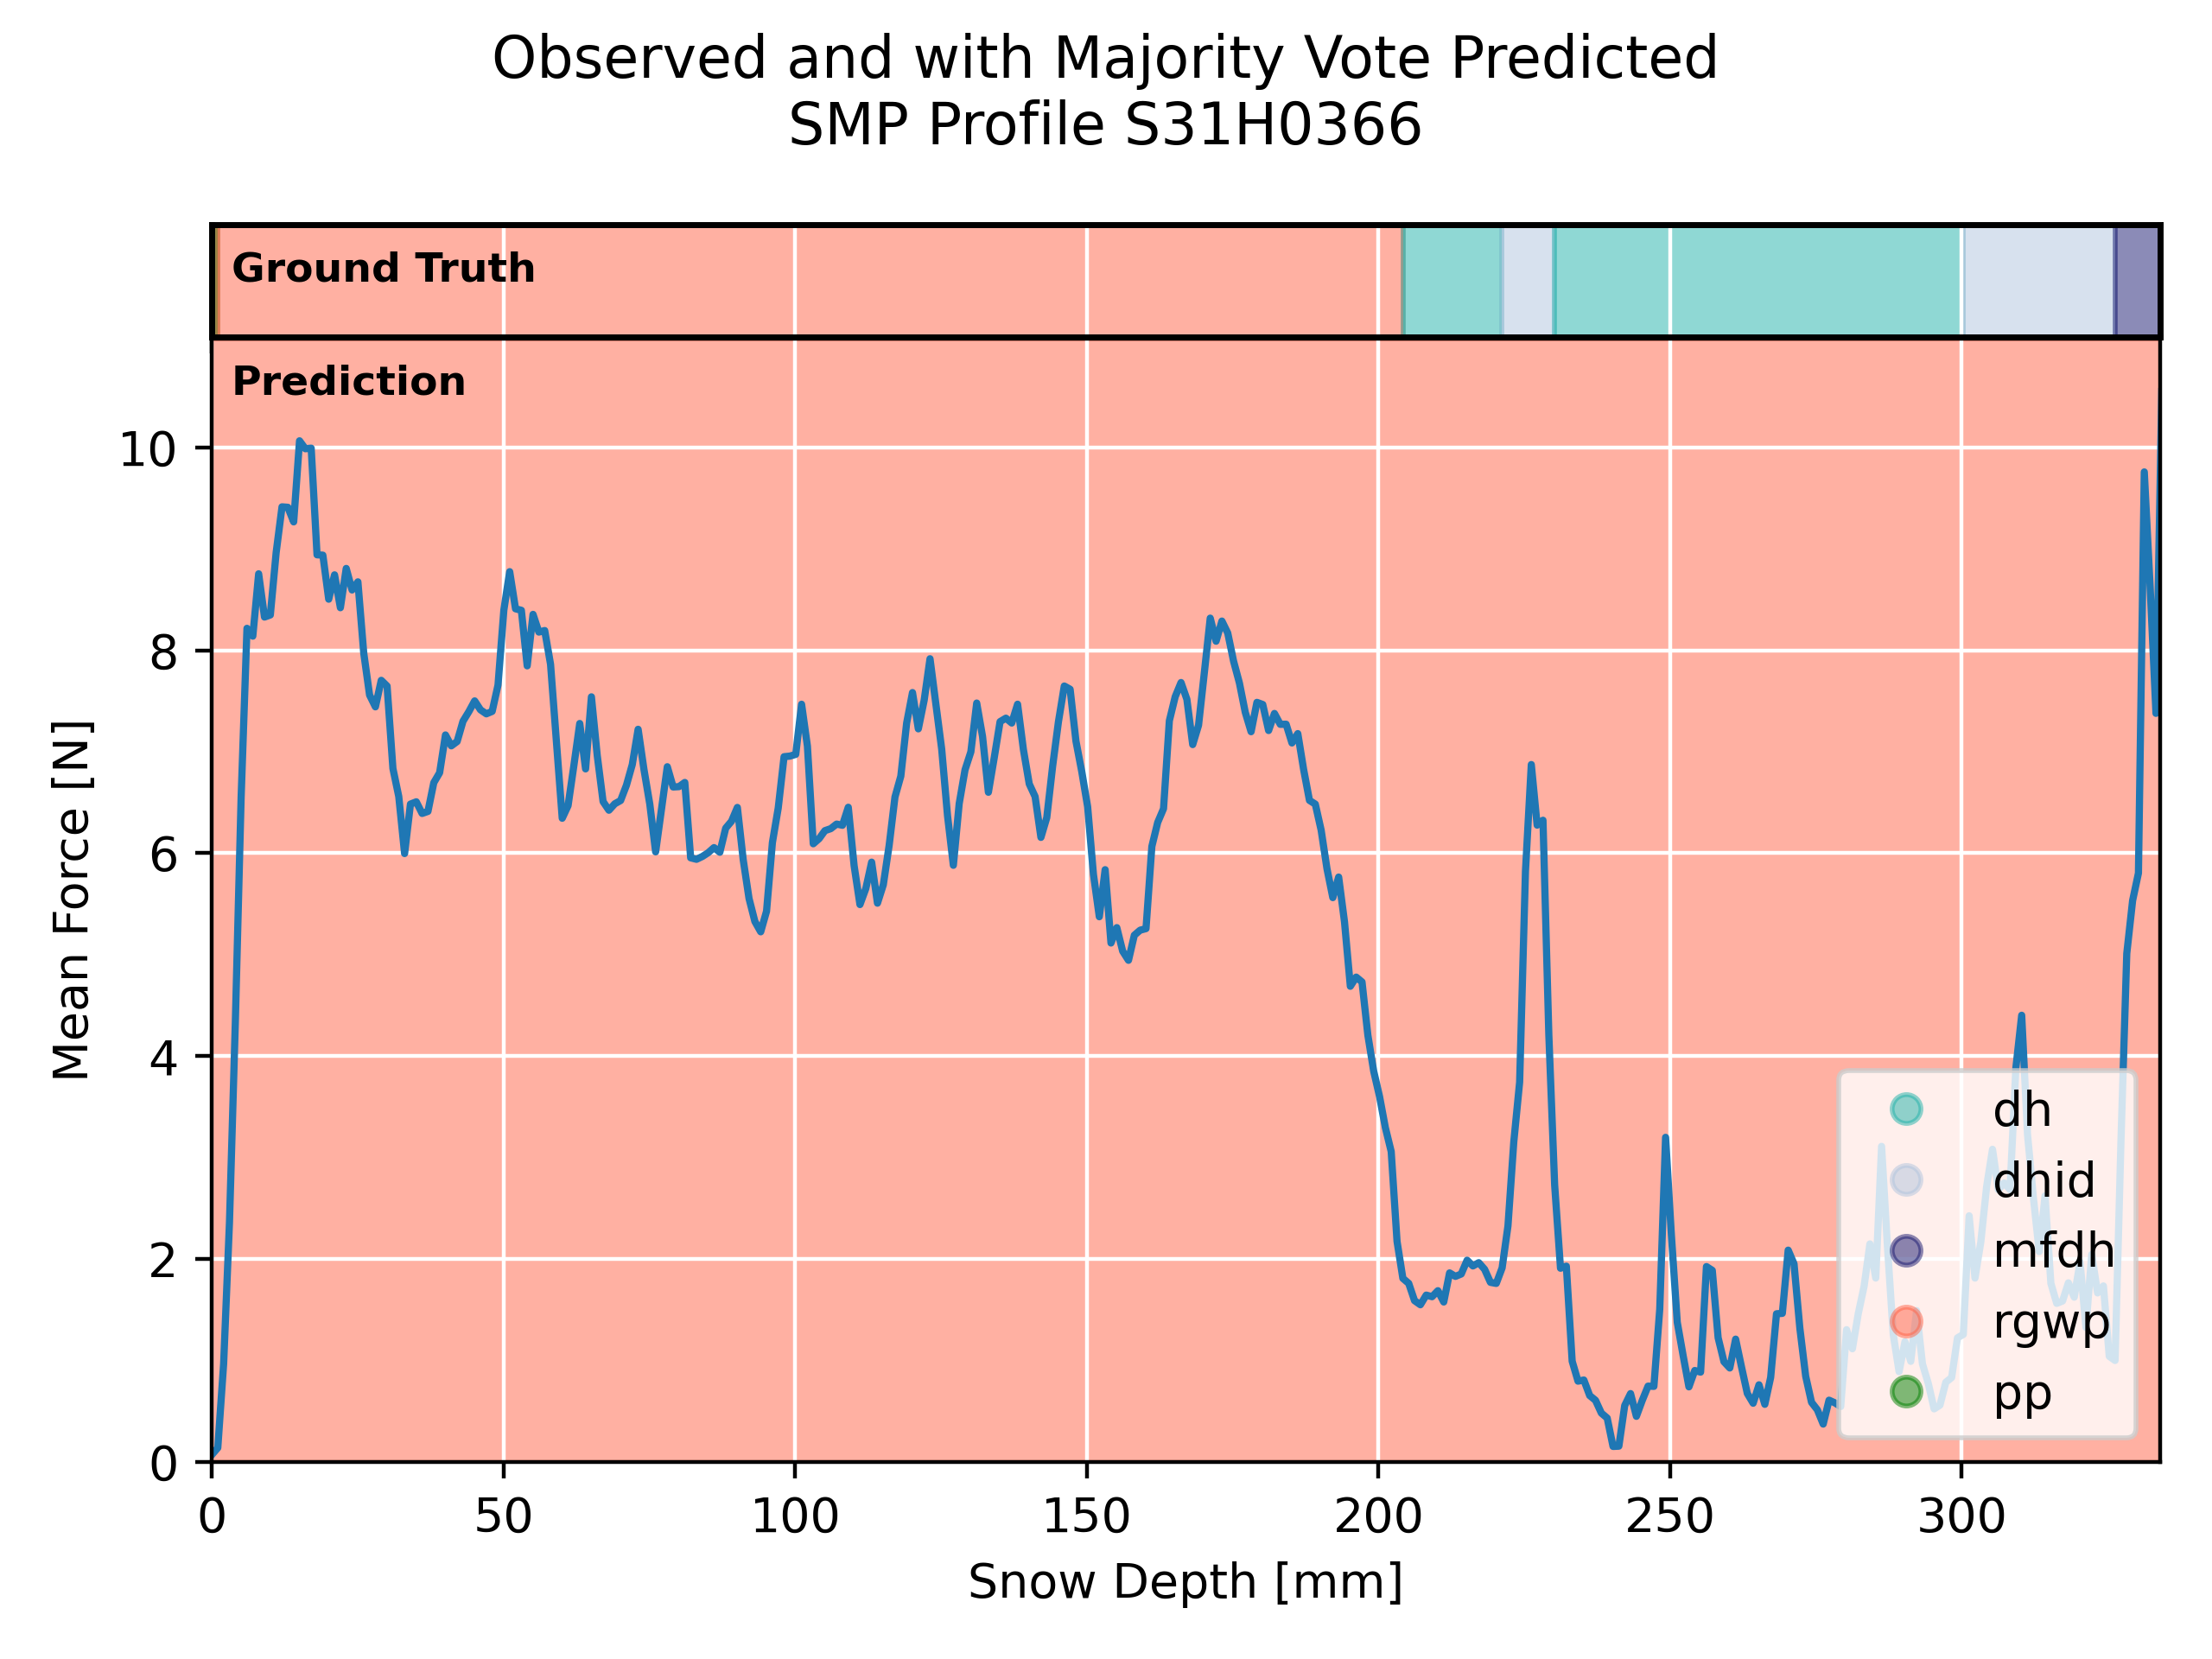 Observed and with Majority Vote Predicted
SMP Profile S31H0366
Ground Truth
Prediction
10
8
6
4
2
0
Mean Force [N]
dh
dhid
mfdh
rgwp
pp
0 50 100 150 200 250 300
Snow Depth [mm]